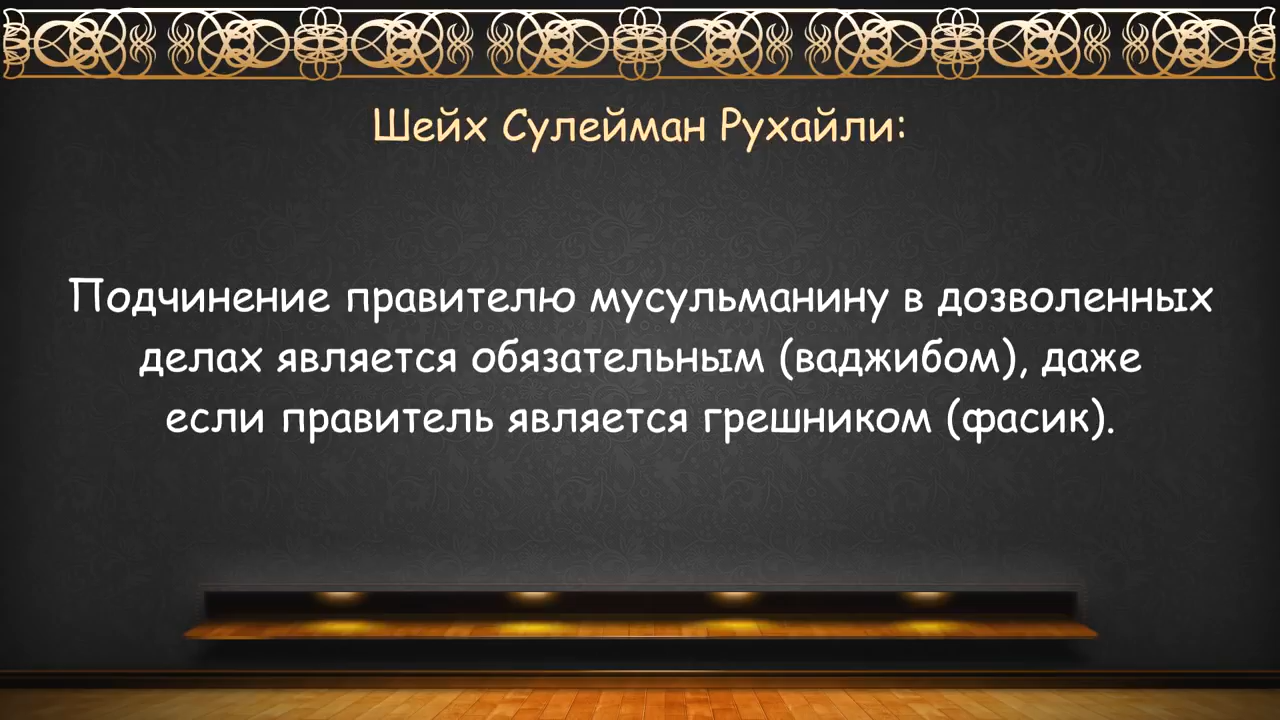 Шейх Сулейман Рухайли:
Подчинение правителю мусульманину в дозволенных
делах является обязательным (ваджибом), даже
если правитель является грешником (фасик).